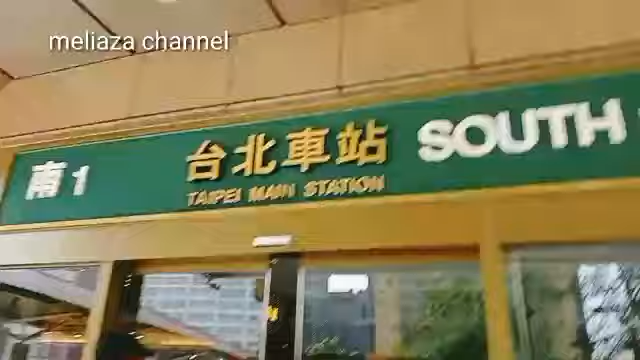 meliaza channel
南1
台北車站
TAIPEI MAIN STATION
SOUTH